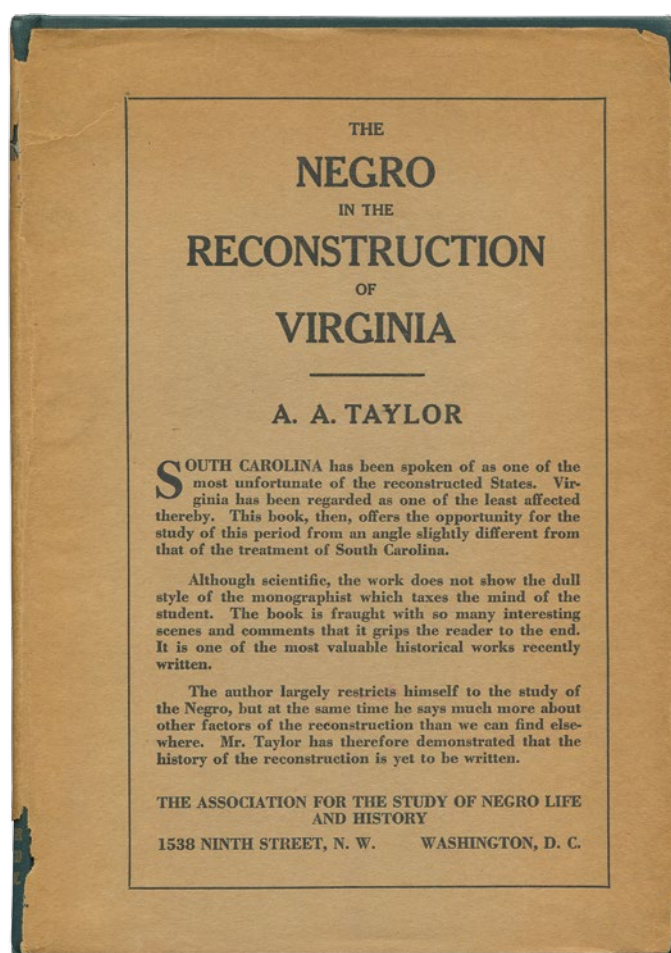 THE
NEGRO
IN THE
RECONSTRUCTION
OF
VIRGINIA
A. A. TAYLOR
SOUTH CAROLINA has been spoken of as one of the
most unfortunate of the reconstructed States. Vir-
ginia has been regarded as one of the least affected
thereby. This book, then, offers the opportunity for the
study of this period from an angle slightly different from
that of the treatment of South Carolina.
Although scientific, the work does not show the dull
style of the monographist which taxes the mind of the
student. The book is fraught with so many interesting
scenes and comments that it grips the reader to the end.
It is one of the most valuable historical works recently
written.
The author largely restricts himself to the study of
the Negro, but at the same time he says much more about
other factors of the reconstruction than we can find else-
where. Mr. Taylor has therefore demonstrated that the
history of the reconstruction is yet to be written.
THE ASSOCIATION FOR THE STUDY OF NEGRO LIFE
AND HISTORY
1538 NINTH STREET, N. W. WASHINGTON, D. C.